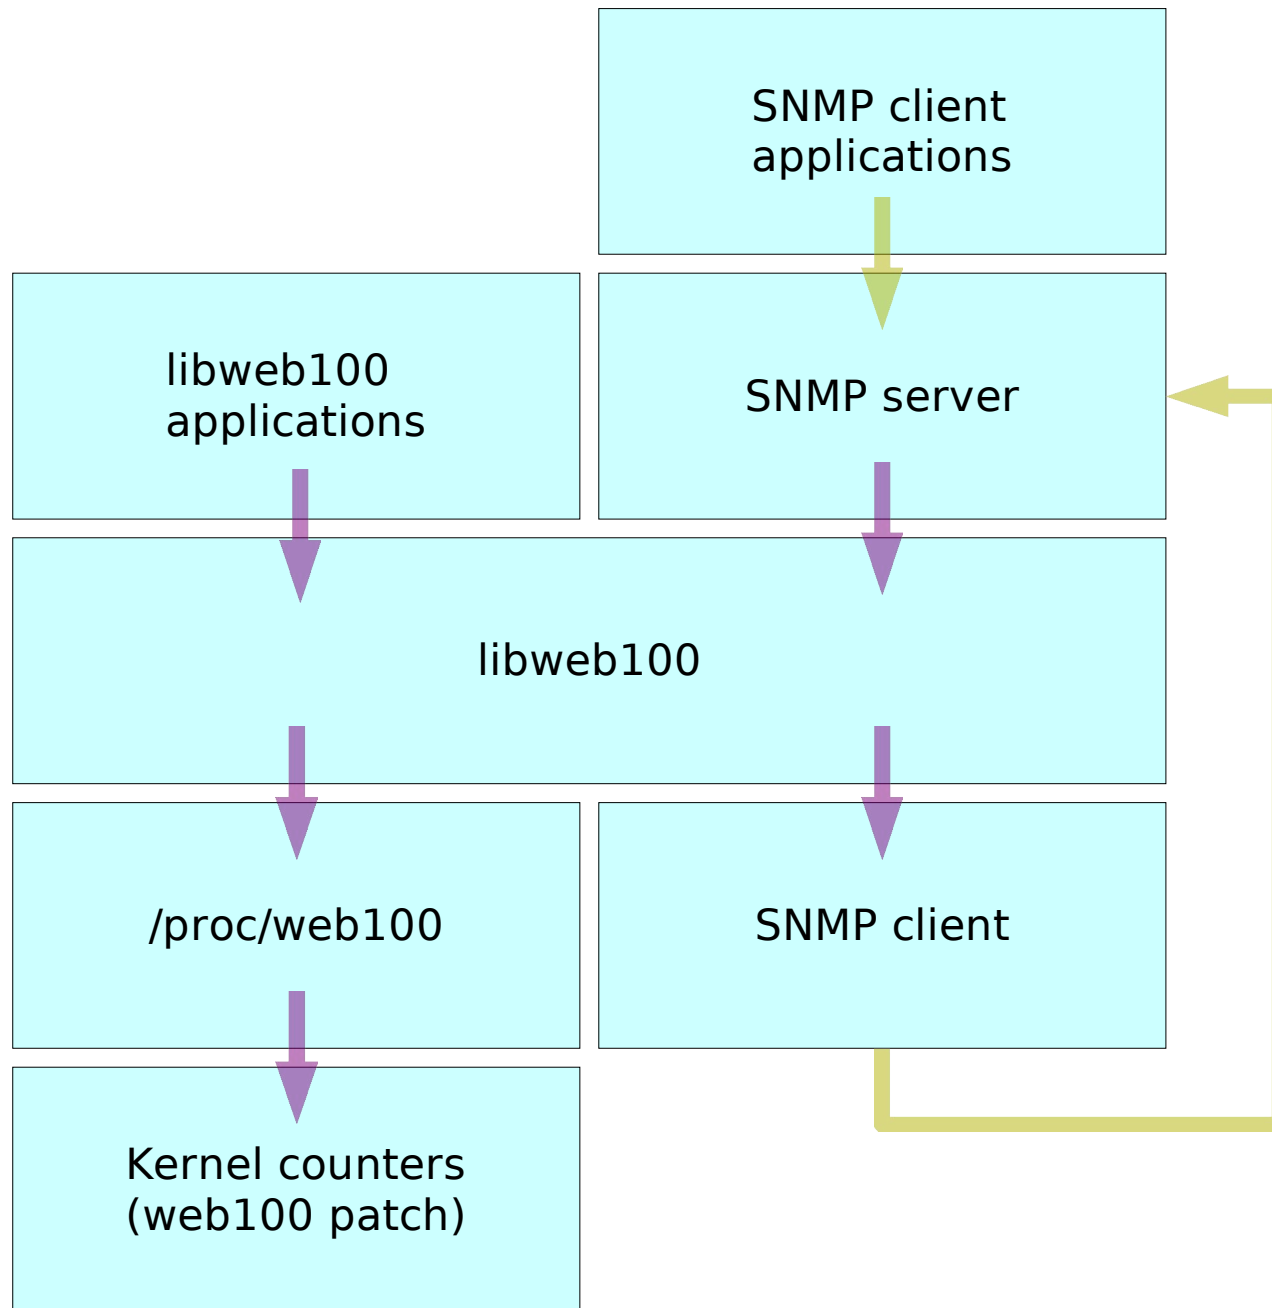 SNMP client
applications
libweb100
applications
SNMP server
libweb100
/proc/web100
SNMP client
Kernel counters
(web100 patch)